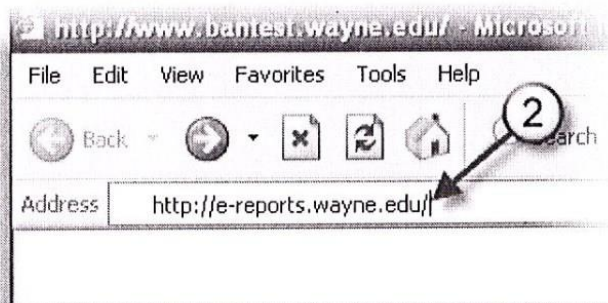 http://www.bantest.wayne.edu/ - Microsoft
File Edit View Favorites Tools Help
Back 2 Search
Address http://e-reports.wayne.edu/